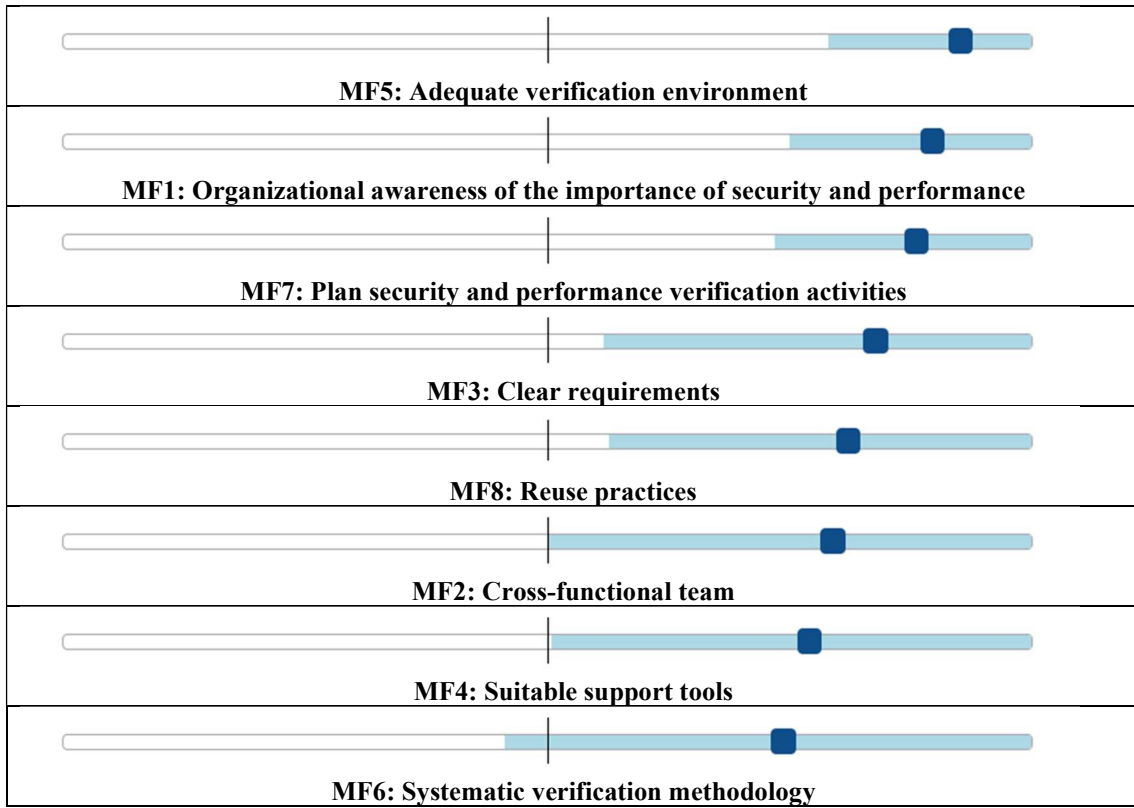 MF5: Adequate verification environment
MF1: Organizational awareness of the importance of security and performance
MF7: Plan security and performance verification activities
MF3: Clear requirements
MF8: Reuse practices
MF2: Cross-functional team
MF4: Suitable support tools
MF6: Systematic verification methodology